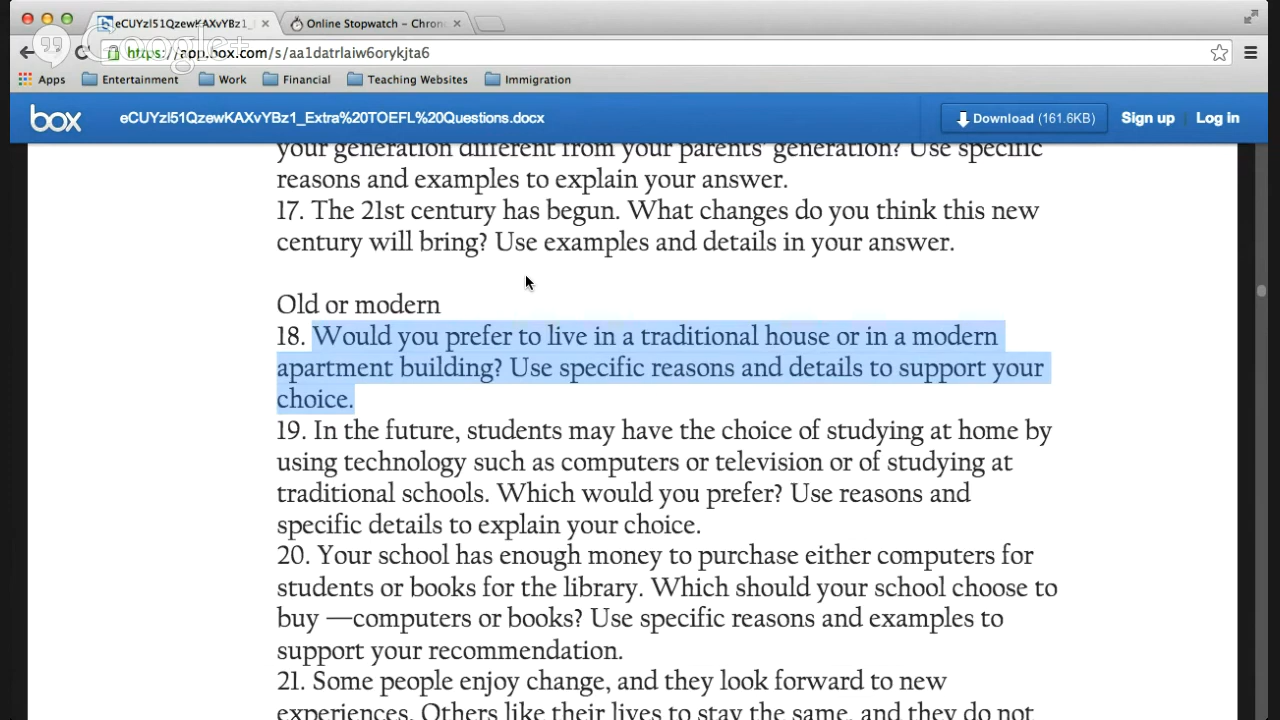 eCUYzl51QzewKAXvYBz1_
Online Stopwatch – Chron
Google+
https://app.box.com/s/aa1datrlaiw6orykjta6
Apps Entertainment Work Financial Teaching Websites Immigration
box eCUYzl51QzewKAXvYBz1_Extra%20TOEFL%20Questions.docx Download (161.6KB) Sign up Log in
your generation different from your parents' generation? Use specific
reasons and examples to explain your answer.
17. The 21st century has begun. What changes do you think this new
century will bring? Use examples and details in your answer.
Old or modern
18. Would you prefer to live in a traditional house or in a modern
apartment building? Use specific reasons and details to support your
choice.
19. In the future, students may have the choice of studying at home by
using technology such as computers or television or of studying at
traditional schools. Which would you prefer? Use reasons and
specific details to explain your choice.
20. Your school has enough money to purchase either computers for
students or books for the library. Which should your school choose to
buy —computers or books? Use specific reasons and examples to
support your recommendation.
21. Some people enjoy change, and they look forward to new
experiences. Others like their lives to stay the same, and they do not